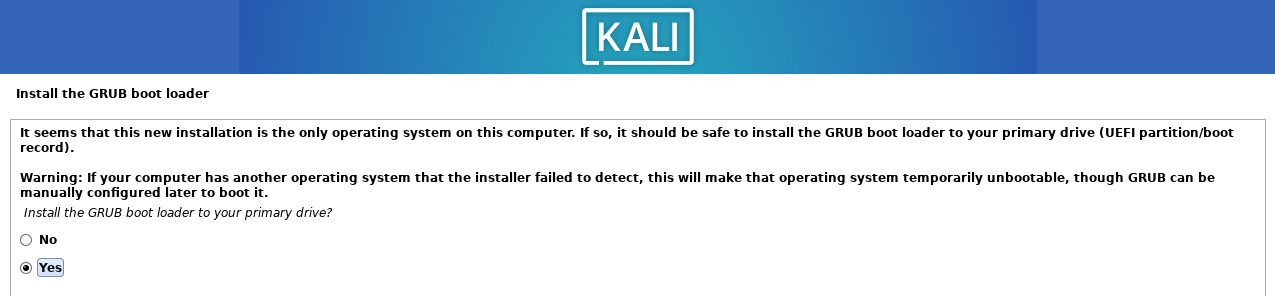 KALI
Install the GRUB boot loader
It seems that this new installation is the only operating system on this computer. If so, it should be safe to install the GRUB boot loader to your primary drive (UEFI partition/boot
record).
Warning: If your computer has another operating system that the installer failed to detect, this will make that operating system temporarily unbootable, though GRUB can be
manually configured later to boot it.
Install the GRUB boot loader to your primary drive?
No
Yes